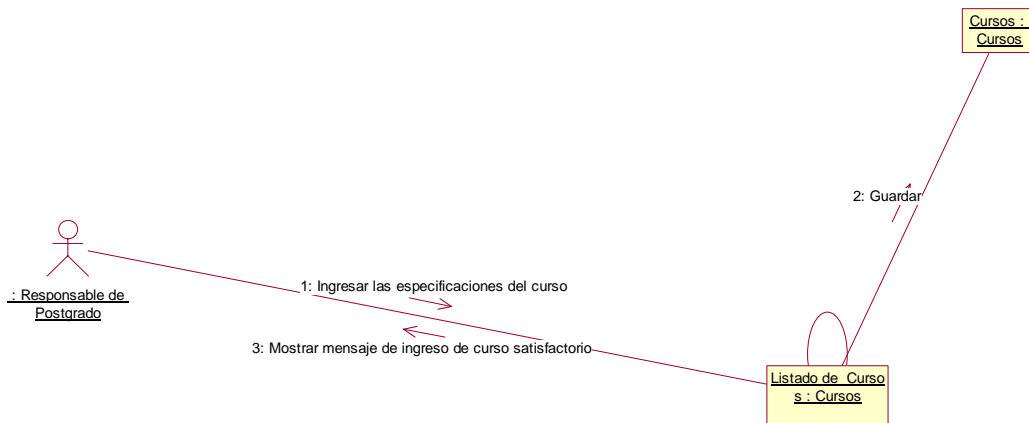 Cursos :
Cursos
2: Guardar
: Responsable de
Postgrado
1: Ingresar las especificaciones del curso
3: Mostrar mensaje de ingreso de curso satisfactorio
Listado de Curso
s : Cursos